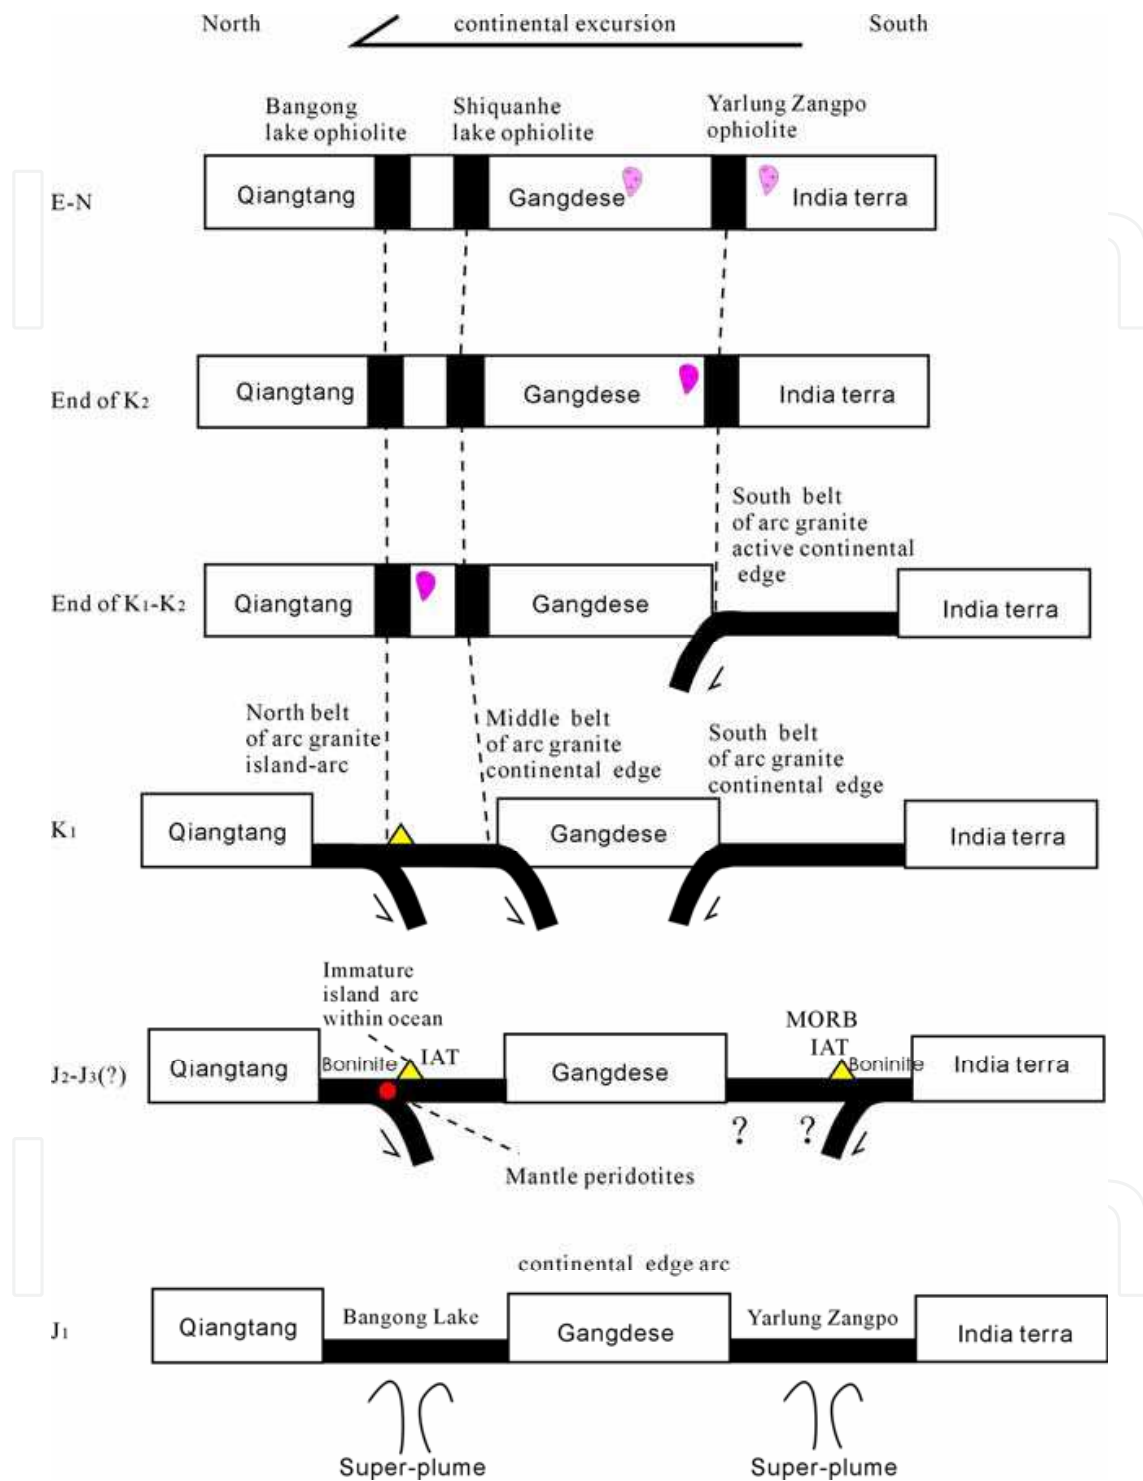 North
continental excursion
South
Bangong
lake ophiolite
Shiquanhe
lake ophiolite
Yarlung Zangpo
ophiolite
E-N
Qiangtang
Gangdese
India terra
End of K2
Qiangtang
Gangdese
India terra
South belt
of arc granite
active continental
edge
End of K1-K2
Qiangtang
Gangdese
India terra
North belt
of arc granite
island-arc
Middle belt
of arc granite
continental edge
South belt
of arc granite
continental edge
K1
Qiangtang
Gangdese
India terra
Immature
island arc
within ocean
MORB
IAT
J2-J3(?)
Qiangtang
Boninite
IAT
Gangdese
Boninite
India terra
?
?
Mantle peridotites
continental edge arc
J1
Qiangtang
Bangong Lake
Gangdese
Yarlung Zangpo
India terra
Super-plume
Super-plume